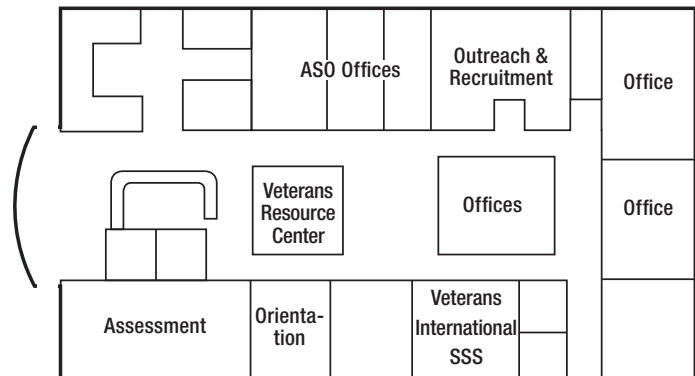 ASO Offices
Outreach &
Recruitment
Office
Veterans
Resource
Center
Offices
Office
Assessment
Orienta-
tion
Veterans
International
SSS